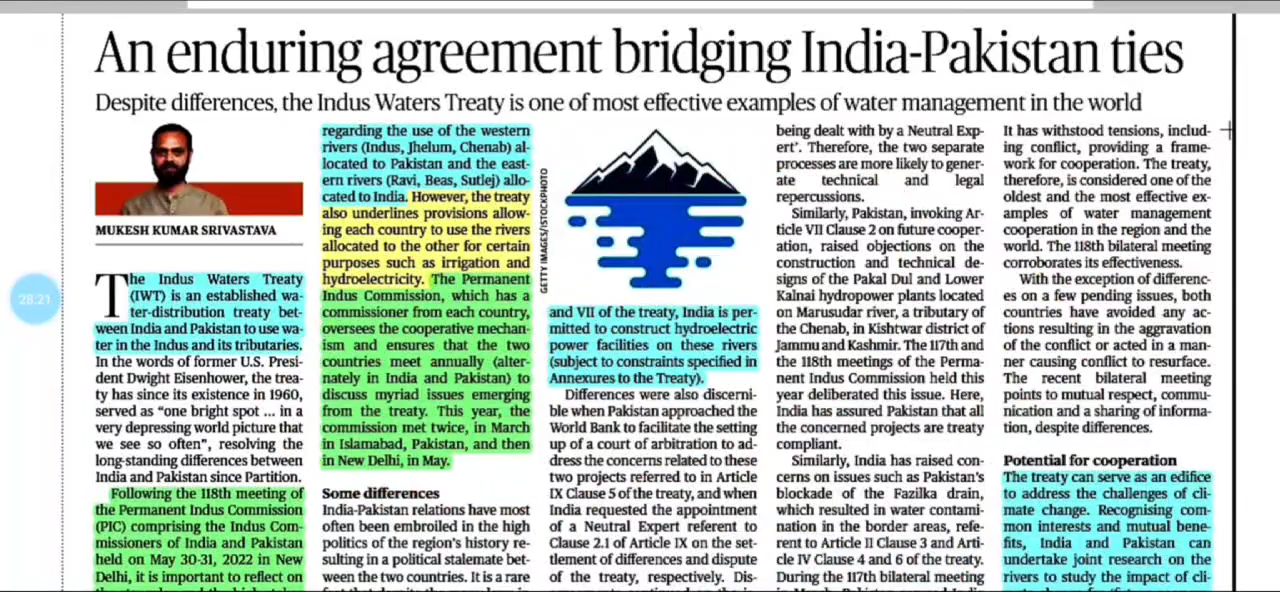 An enduring agreement bridging India-Pakistan ties
Despite differences, the Indus Waters Treaty is one of most effective examples of water management in the world
MUKESH KUMAR SRIVASTAVA
28:21
The Indus Waters Treaty
(IWT) is an established wa-
ter-distribution treaty bet-
ween India and Pakistan to use wa-
ter in the Indus and its tributaries.
In the words of former U.S. Presi-
dent Dwight Eisenhower, the trea-
ty has since its existence in 1960,
served as “one bright spot ... in a
very depressing world picture that
we see so often”, resolving the
long-standing differences between
India and Pakistan since Partition.
Following the 118th meeting of
the Permanent Indus Commission
(PIC) comprising the Indus Com-
missioners of India and Pakistan
held on May 30-31, 2022 in New
Delhi, it is important to reflect on
regarding the use of the western
rivers (Indus, Jhelum, Chenab) al-
located to Pakistan and the east-
ern rivers (Ravi, Beas, Sutlej) allo-
cated to India. However, the treaty
also underlines provisions allow-
ing each country to use the rivers
allocated to the other for certain
purposes such as irrigation and
hydroelectricity. The Permanent
Indus Commission, which has a
commissioner from each country,
oversees the cooperative mechan-
ism and ensures that the two
countries meet annually (alter-
nately in India and Pakistan) to
discuss myriad issues emerging
from the treaty. This year, the
commission met twice, in March
in Islamabad, Pakistan, and then
in New Delhi, in May.
Some differences
India-Pakistan relations have most
often been embroiled in the high
politics of the region's history re-
sulting in a political stalemate bet-
ween the two countries. It is a rare
GETTY IMAGES/ISTOCKPHOTO
and VII of the treaty, India is per-
mitted to construct hydroelectric
power facilities on these rivers
(subject to constraints specified in
Annexures to the Treaty).
Differences were also discerni-
ble when Pakistan approached the
World Bank to facilitate the setting
up of a court of arbitration to ad-
dress the concerns related to these
two projects referred to in Article
IX Clause 5 of the treaty, and when
India requested the appointment
of a Neutral Expert referent to
Clause 2.1 of Article IX on the set-
tlement of differences and dispute
of the treaty, respectively. Dis-
being dealt with by a Neutral Exp-
ert’. Therefore, the two separate
processes are more likely to gener-
ate technical and legal
repercussions.
Similarly, Pakistan, invoking Ar-
ticle VII Clause 2 on future cooper-
ation, raised objections on the
construction and technical de-
signs of the Pakal Dul and Lower
Kalnai hydropower plants located
on Marusudar river, a tributary of
the Chenab, in Kishtwar district of
Jammu and Kashmir. The 117th and
the 118th meetings of the Perma-
nent Indus Commission held this
year deliberated this issue. Here,
India has assured Pakistan that all
the concerned projects are treaty
compliant.
Similarly, India has raised con-
cerns on issues such as Pakistan's
blockade of the Fazilka drain,
which resulted in water contami-
nation in the border areas, refe-
rent to Article II Clause 3 and Arti-
cle IV Clause 4 and 6 of the treaty.
During the 117th bilateral meeting
It has withstood tensions, includ-
ing conflict, providing a frame-
work for cooperation. The treaty,
therefore, is considered one of the
oldest and the most effective ex-
amples of water management
cooperation in the region and the
world. The 118th bilateral meeting
corroborates its effectiveness.
With the exception of differenc-
es on a few pending issues, both
countries have avoided any ac-
tions resulting in the aggravation
of the conflict or acted in a man-
ner causing conflict to resurface.
The recent bilateral meeting
points to mutual respect, commu-
nication and a sharing of informa-
tion, despite differences.
Potential for cooperation
The treaty can serve as an edifice
to address the challenges of cli-
mate change. Recognising com-
mon interests and mutual bene-
fits, India and Pakistan can
undertake joint research on the
rivers to study the impact of cli-